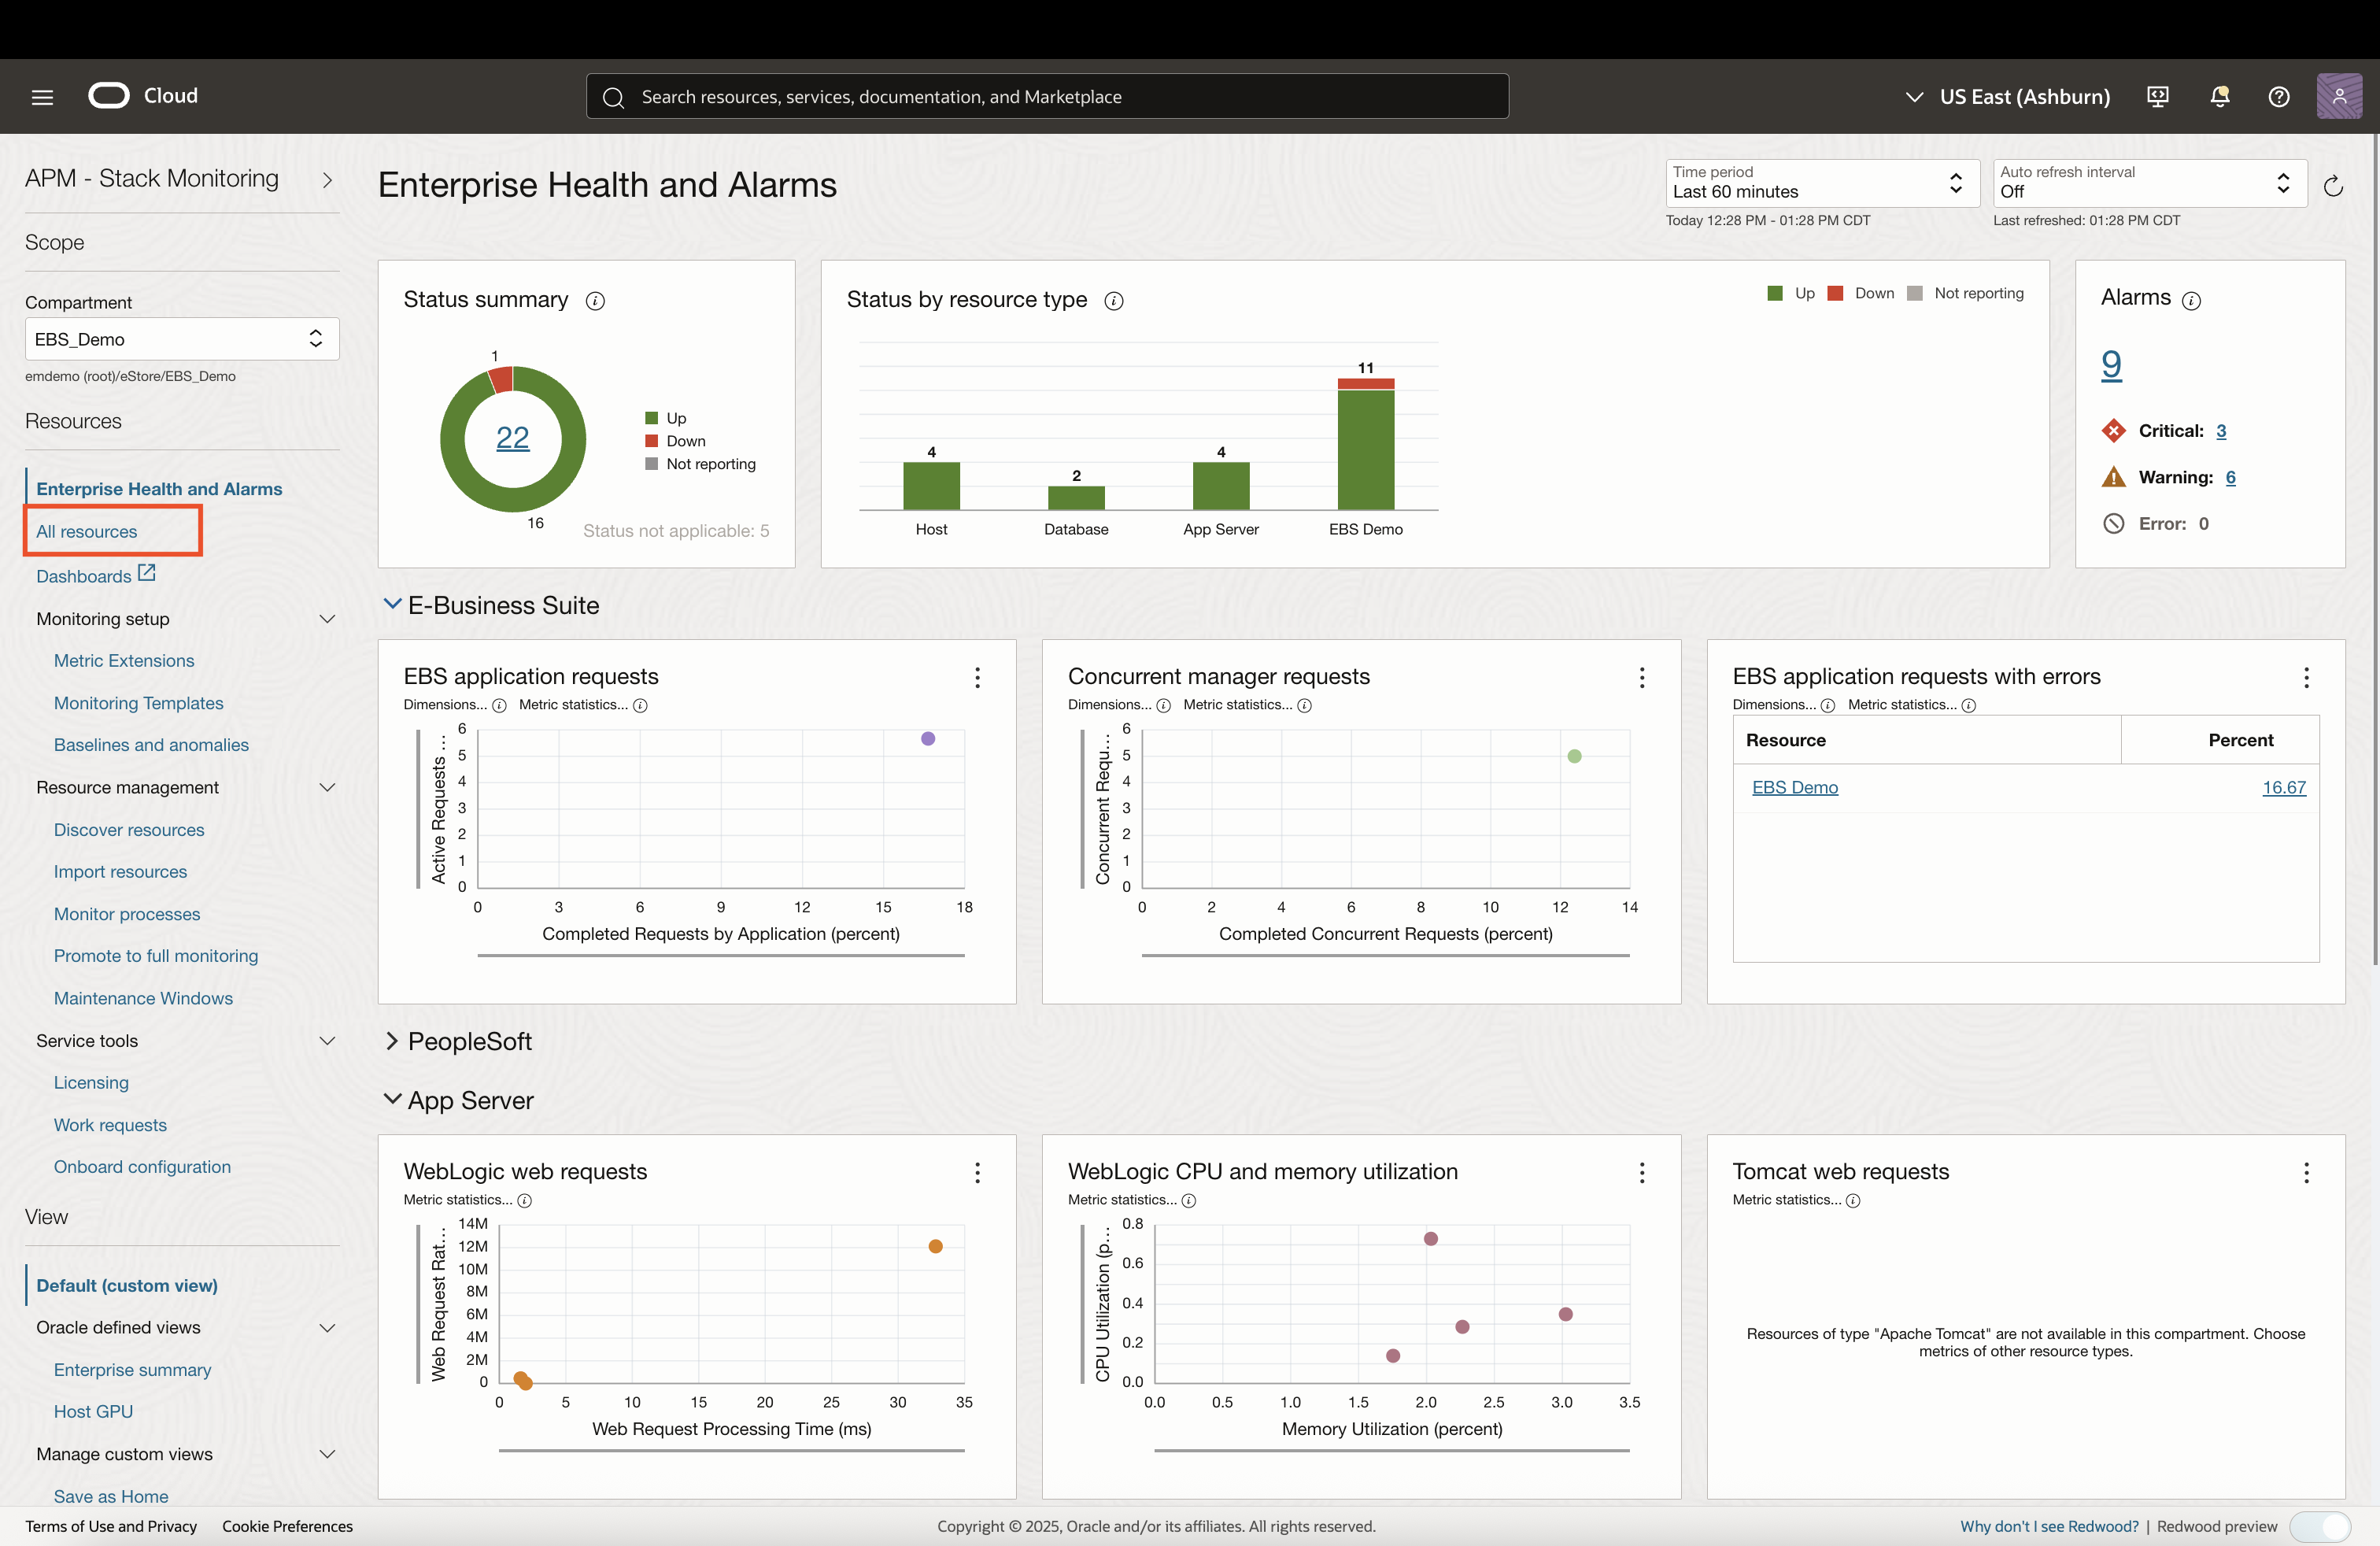 Cloud
Search resources, services, documentation, and Marketplace
US East (Ashburn)
APM - Stack Monitoring
Scope
Compartment
EBS_Demo
emdemo (root)/eStore/EBS_Demo
Resources
Enterprise Health and Alarms
All resources
Dashboards
Monitoring setup
Metric Extensions
Monitoring Templates
Baselines and anomalies
Resource management
Discover resources
Import resources
Monitor processes
Promote to full monitoring
Maintenance Windows
Service tools
Licensing
Work requests
Onboard configuration
View
Default (custom view)
Oracle defined views
Enterprise summary
Host GPU
Manage custom views
Save as Home
Enterprise Health and Alarms
Time period
Last 60 minutes
Today 12:28 PM - 01:28 PM CDT
Auto refresh interval
Off
Last refreshed: 01:28 PM CDT
Status summary
1
22
16
Up
Down
Not reporting
Status not applicable: 5
Status by resource type
Up Down Not reporting
4 2 4 11
Host Database App Server EBS Demo
Alarms
9
Critical: 3
Warning: 6
Error: 0
E-Business Suite
EBS application requests
Dimensions... Metric statistics...
Active Requests ...
6
5
4
3
2
1
0
0 3 6 9 12 15 18
Completed Requests by Application (percent)
Concurrent manager requests
Dimensions... Metric statistics...
Concurrent Requ...
6
5
4
3
2
1
0
0 2 4 6 8 10 12 14
Completed Concurrent Requests (percent)
EBS application requests with errors
Dimensions... Metric statistics...
Resource Percent
EBS Demo 16.67
PeopleSoft
App Server
WebLogic web requests
Metric statistics...
Web Request Rat...
14M
12M
10M
8M
6M
4M
2M
0
0 5 10 15 20 25 30 35
Web Request Processing Time (ms)
WebLogic CPU and memory utilization
Metric statistics...
CPU Utilization (p...
0.8
0.6
0.4
0.2
0.0
0.0 0.5 1.0 1.5 2.0 2.5 3.0 3.5
Memory Utilization (percent)
Tomcat web requests
Metric statistics...
Resources of type "Apache Tomcat" are not available in this compartment. Choose
metrics of other resource types.
Terms of Use and Privacy Cookie Preferences
Copyright © 2025, Oracle and/or its affiliates. All rights reserved.
Why don't I see Redwood? | Redwood preview